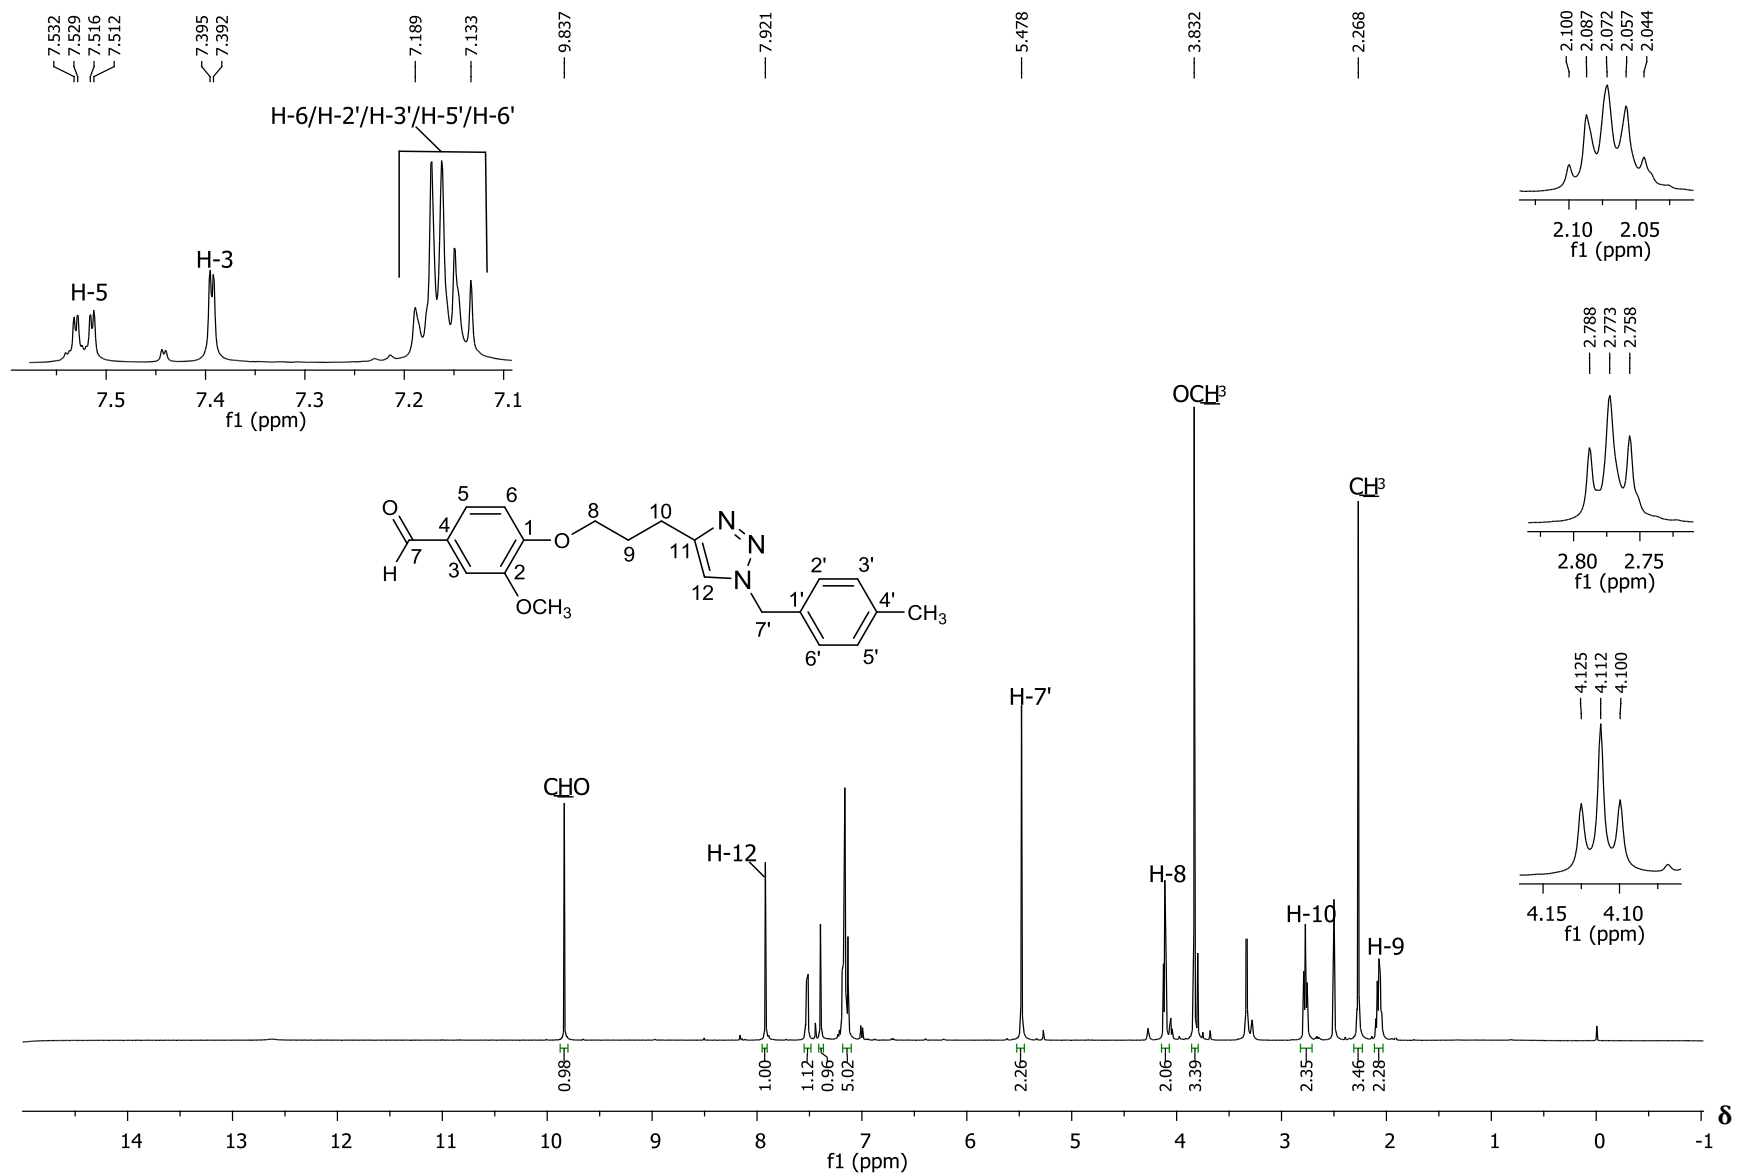 7.532
7.529
7.516
7.512
7.395
7.392
7.189
7.133
9.837
7.921
5.478
3.832
2.268
2.100
2.087
2.072
2.057
2.044
H-6/H-2'/H-3'/H-5'/H-6'
H-3
H-5
7.5 7.4 7.3 7.2 7.1
f1 (ppm)
2.10 2.05
f1 (ppm)
2.788
2.773
2.758
2.80 2.75
f1 (ppm)
4.125
4.112
4.100
4.15 4.10
f1 (ppm)
O
H
7
4
5
6
1
2
3
OCH3
O
8
9
10
11
12
N
N
N
7'
1'
2'
3'
4'
5'
6'
CH3
CHO
H-12
H-7'
H-8
OCH3
H-10
CH3
H-9
0.98
1.00
1.12
0.96
5.02
2.26
2.06
3.39
2.35
3.46
2.28
14 13 12 11 10 9 8 7 6 5 4 3 2 1 0 -1
δ
f1 (ppm)